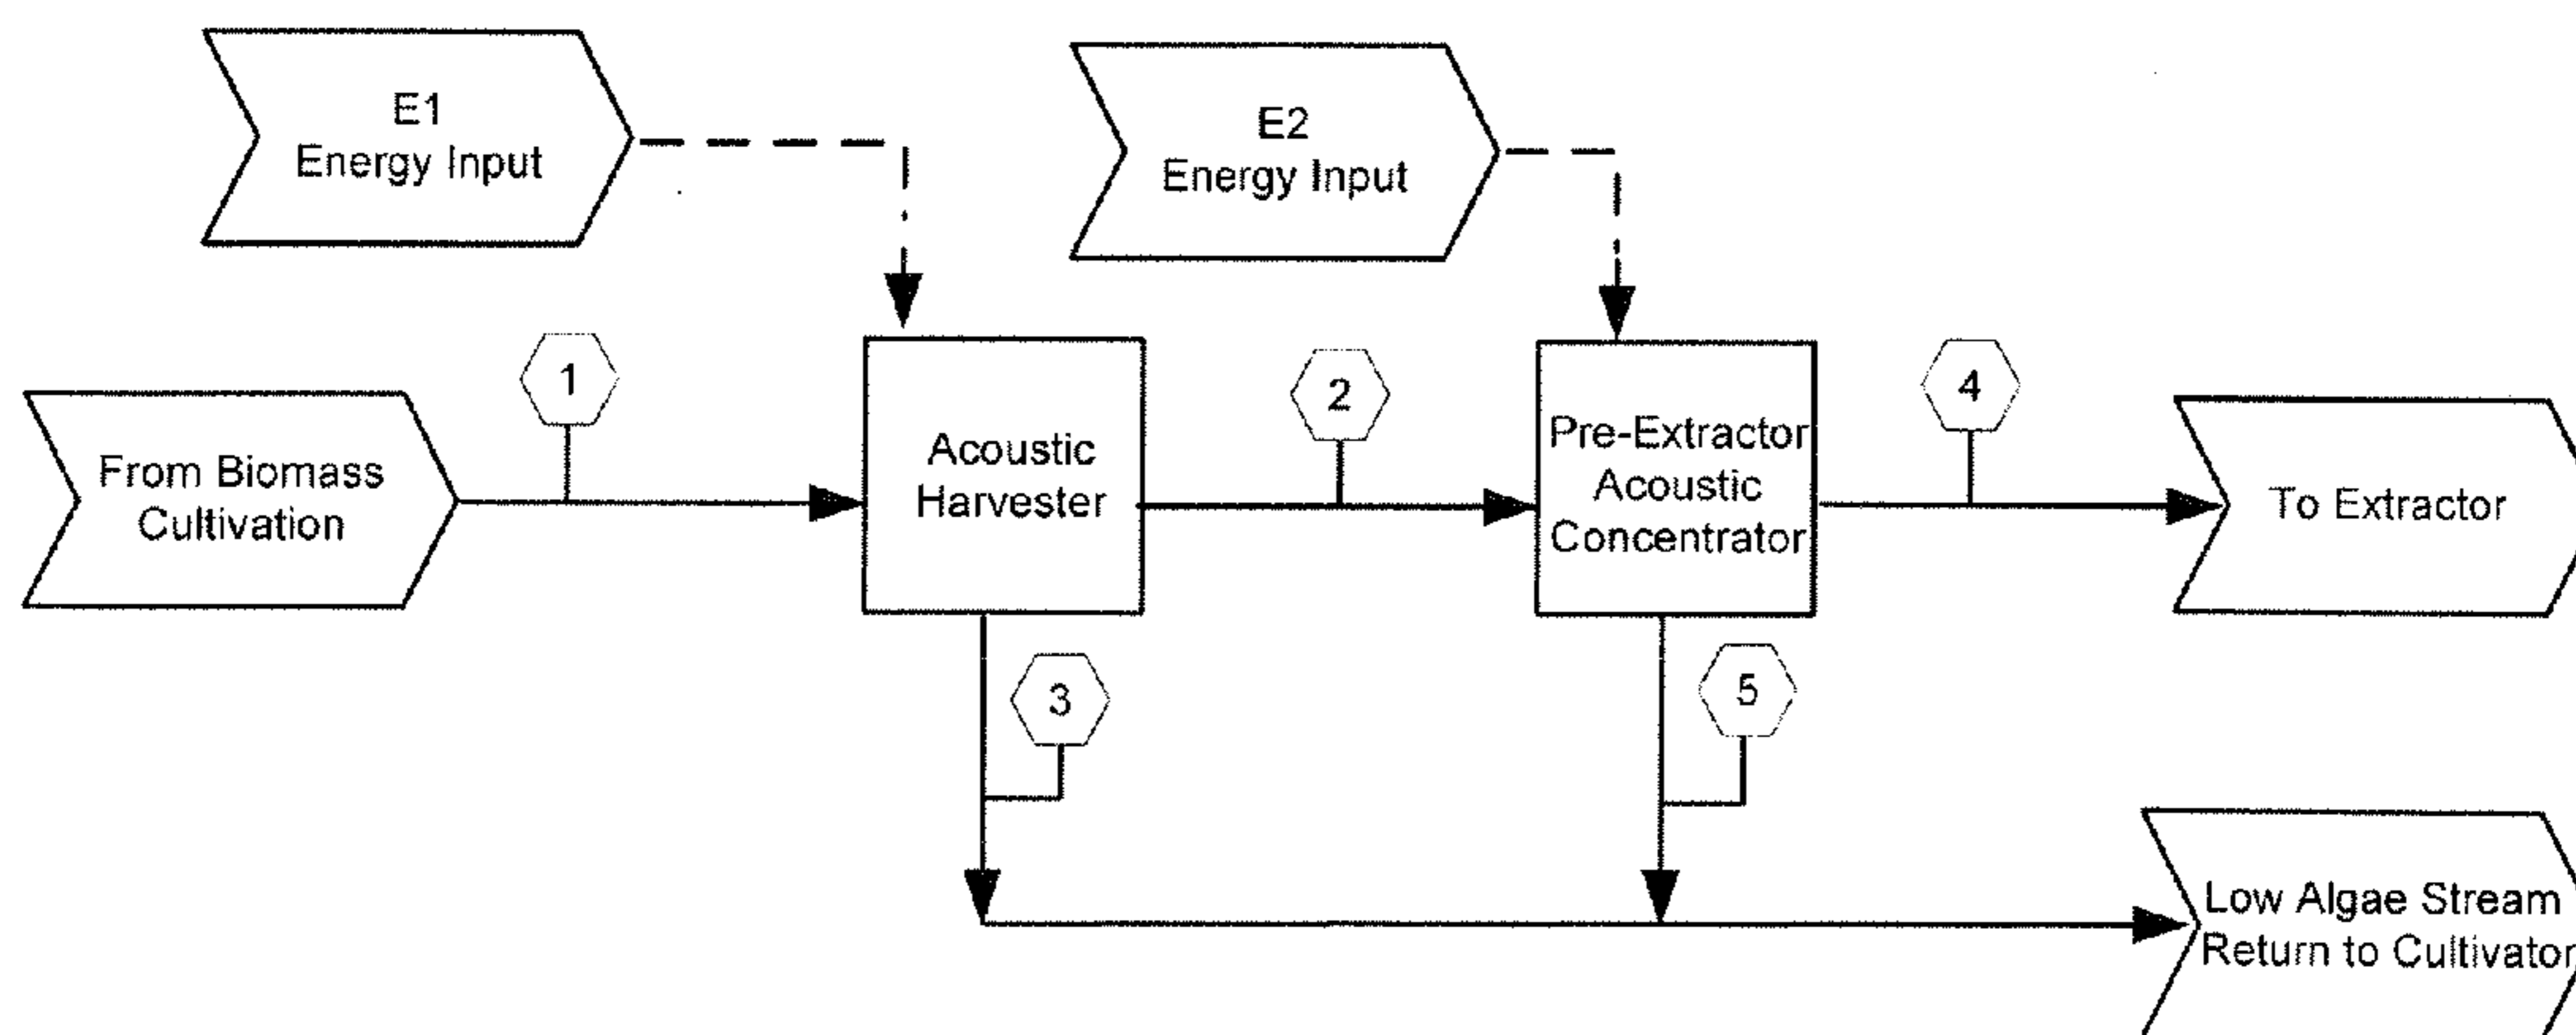 E1
Energy Input
E2
Energy Input
1
2
4
From Biomass
Cultivation
Acoustic
Harvester
Pre-Extractor
Acoustic
Concentrator
To Extractor
3
5
Low Algae Stream
Return to Cultivator